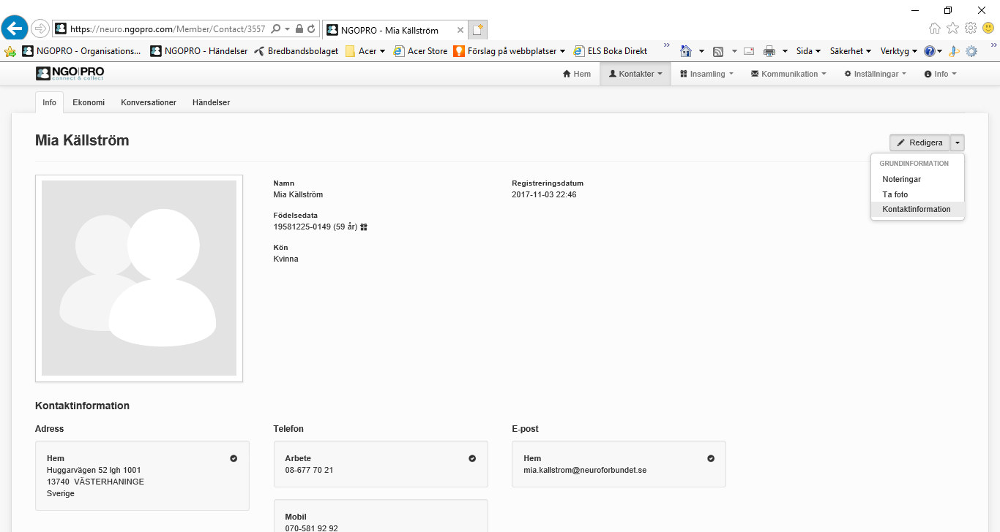 https://neuro.ngopro.com/Member/Contact/3557
NGOPRO - Mia Källström
NGOPRO - Organisations... NGOPRO - Händelser Bredbandsbolaget Acer Acer Store Förslag på webbplatser ELS Boka Direkt » Sida Säkerhet Verktyg »
NGO PRO
connect & collect
Hem Kontakter Insamling Kommunikation Inställningar Info
Info Ekonomi Konversationer Händelser
Mia Källström
Redigera
GRUNDINFORMATION
Noteringar
Ta foto
Kontaktinformation
Namn
Mia Källström
Födelsedata
19581225-0149 (59 år)
Kön
Kvinna
Registreringsdatum
2017-11-03 22:46
Kontaktinformation
Adress
Hem
Huggarvägen 52 lgh 1001
13740 VÄSTERHANINGE
Sverige
Telefon
Arbete
08-677 70 21
Mobil
070-581 92 92
E-post
Hem
mia.kallstrom@neuroforbundet.se